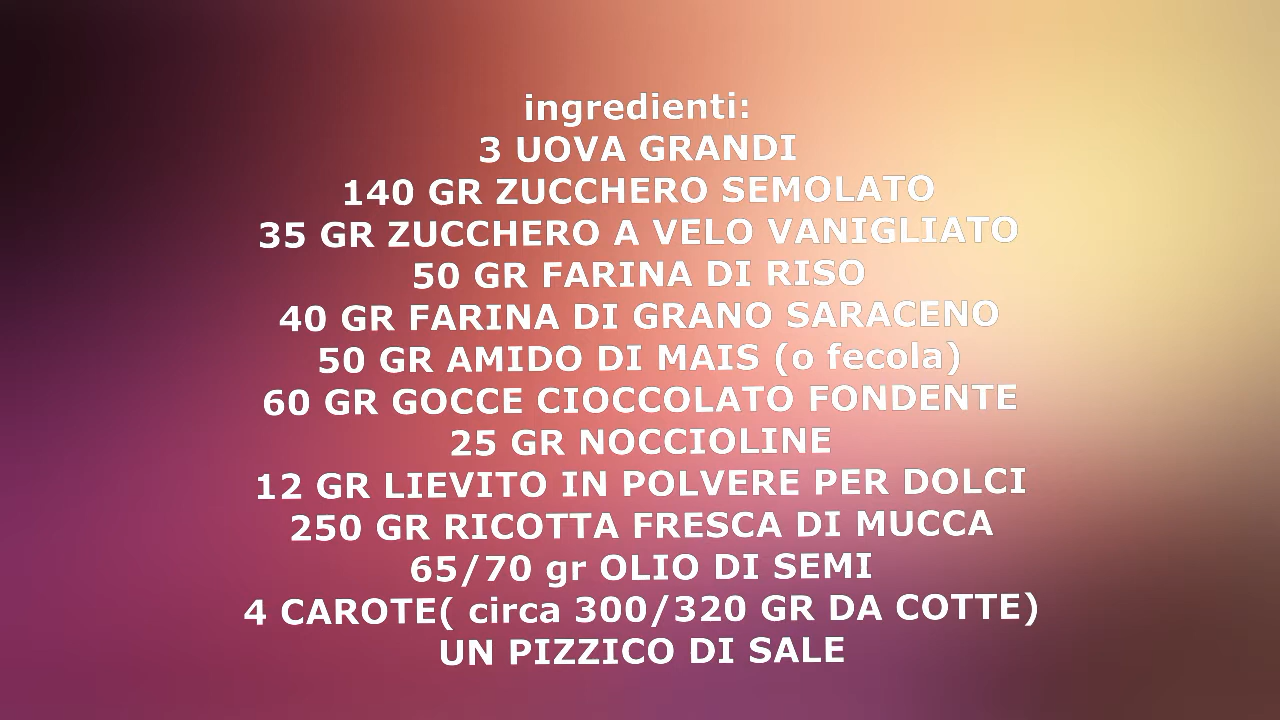 ingredienti:
3 UOVA GRANDI
140 GR ZUCCHERO SEMOLATO
35 GR ZUCCHERO A VELO VANIGLIATO
50 GR FARINA DI RISO
40 GR FARINA DI GRANO SARACENO
50 GR AMIDO DI MAIS (o fecola)
60 GR GOCCE CIOCCOLATO FONDENTE
25 GR NOCCIOLINE
12 GR LIEVITO IN POLVERE PER DOLCI
250 GR RICOTTA FRESCA DI MUCCA
65/70 gr OLIO DI SEMI
4 CAROTE( circa 300/320 GR DA COTTE)
UN PIZZICO DI SALE